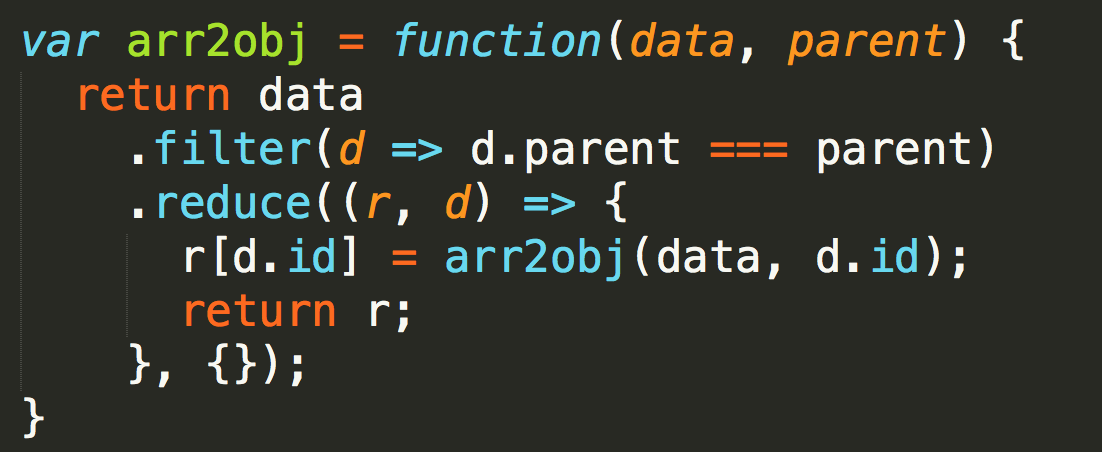 var arr2obj = function(data, parent) {
  return data
    .filter(d => d.parent === parent)
    .reduce((r, d) => {
      r[d.id] = arr2obj(data, d.id);
      return r;
    }, {});
}